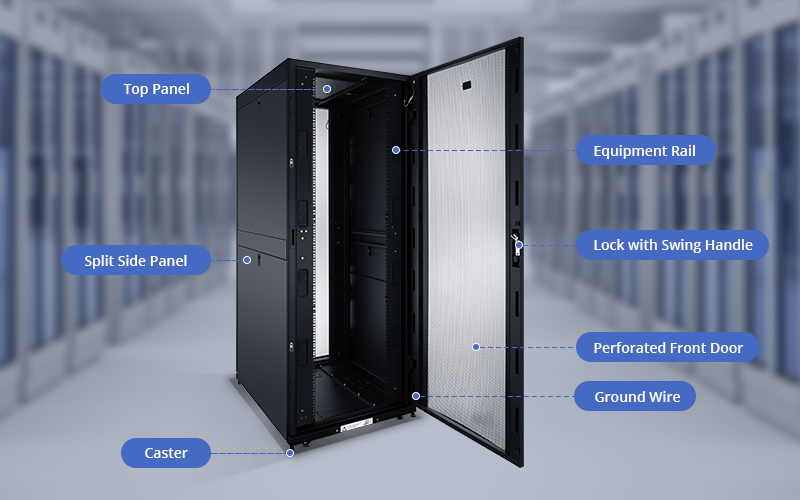 Top Panel
Equipment Rail
Lock with Swing Handle
Split Side Panel
Perforated Front Door
Ground Wire
Caster